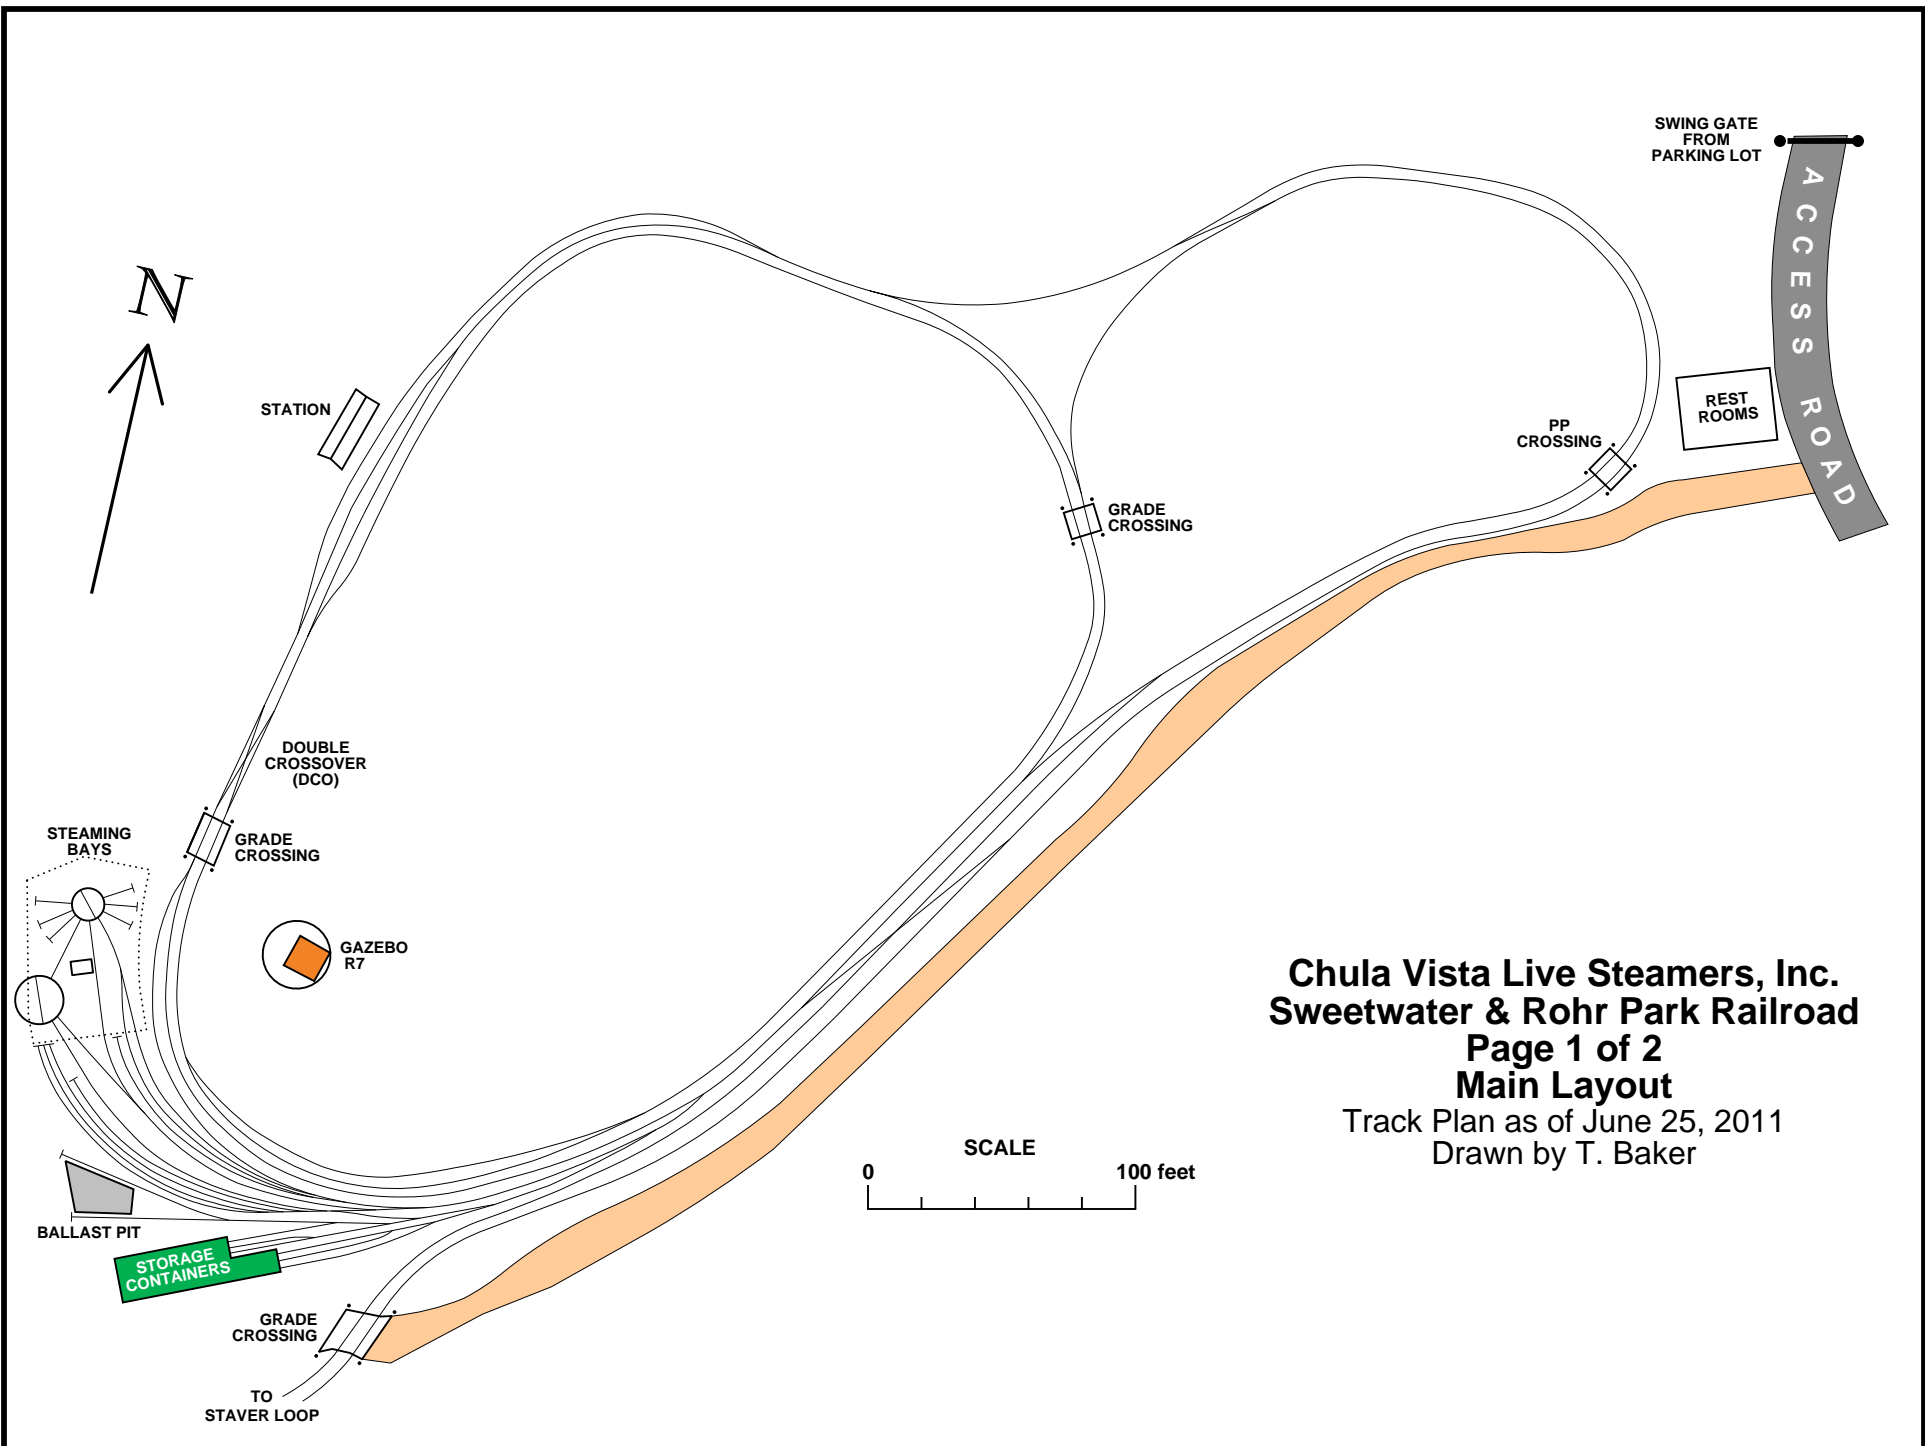 SWING GATE
FROM
PARKING LOT
ACCESS ROAD
N
STATION
REST
ROOMS
PP
CROSSING
GRADE
CROSSING
DOUBLE
CROSSOVER
(DCO)
STEAMING
BAYS
GRADE
CROSSING
GAZEBO
R7
Chula Vista Live Steamers, Inc.
Sweetwater & Rohr Park Railroad
Page 1 of 2
Main Layout
Track Plan as of June 25, 2011
Drawn by T. Baker
SCALE
0 100 feet
BALLAST PIT
STORAGE
CONTAINERS
GRADE
CROSSING
TO
STAVER LOOP